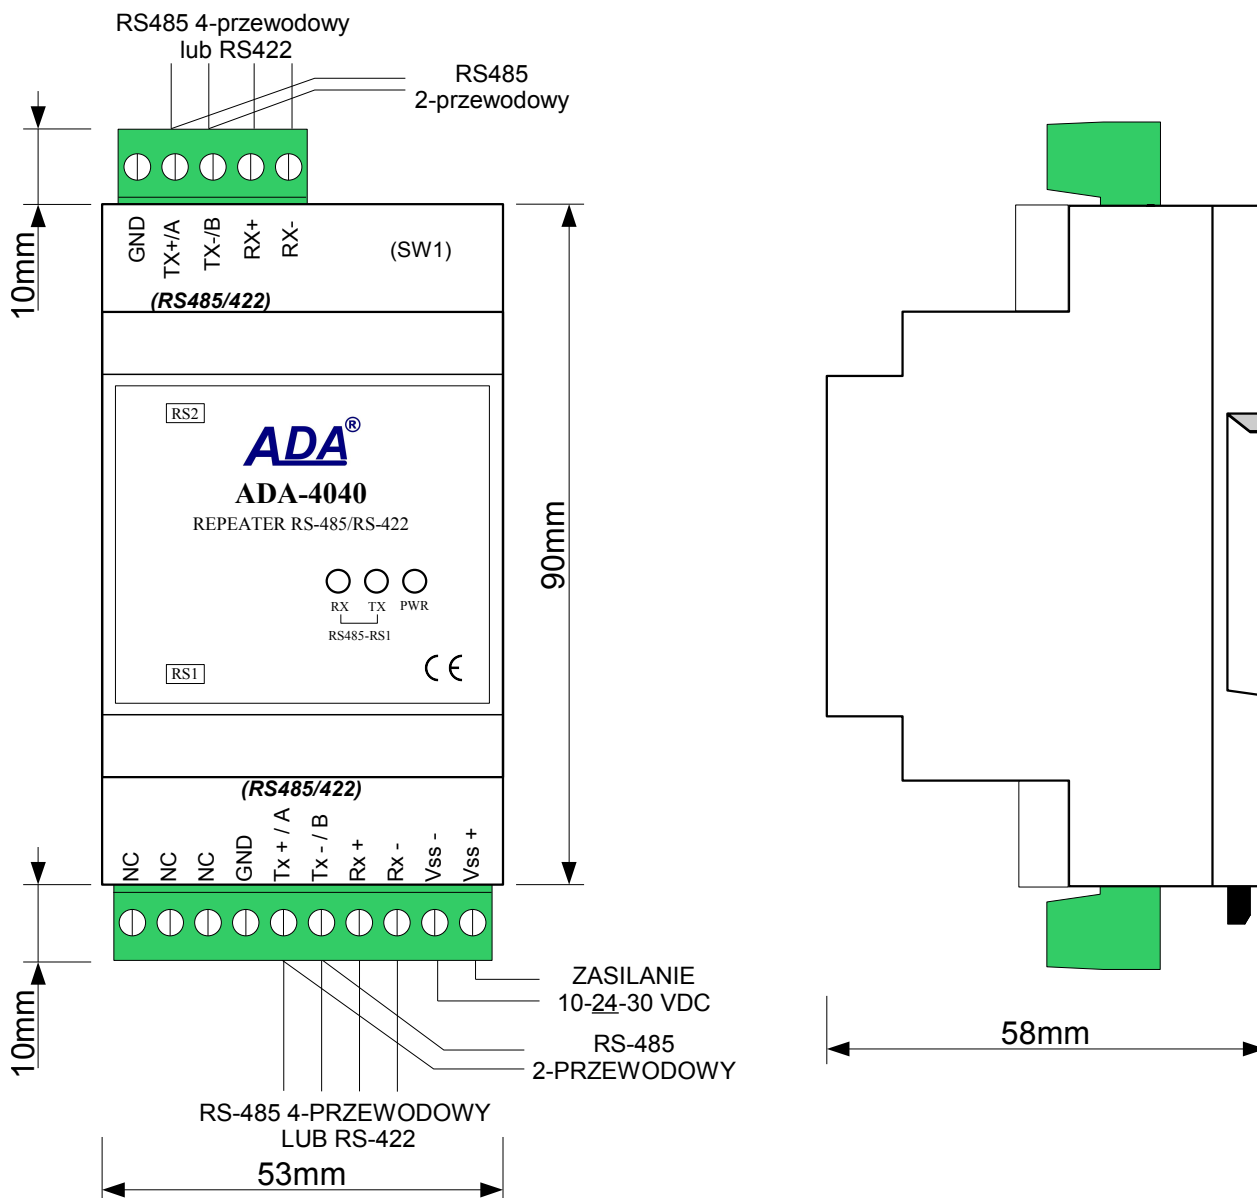 RS485 4-przewodowy
lub RS422
RS485
2-przewodowy
10mm
GND
TX+/A
TX-/B
RX+
RX-
(SW1)
(RS485/422)
RS2
ADA®
ADA-4040
REPEATER RS-485/RS-422
RX TX PWR
RS485-RS1
RS1
CE
90mm
(RS485/422)
NC
NC
NC
GND
Tx + / A
Tx - / B
Rx +
Rx -
Vss -
Vss +
10mm
ZASILANIE
10-24-30 VDC
RS-485
2-PRZEWODOWY
RS-485 4-PRZEWODOWY
LUB RS-422
53mm
58mm